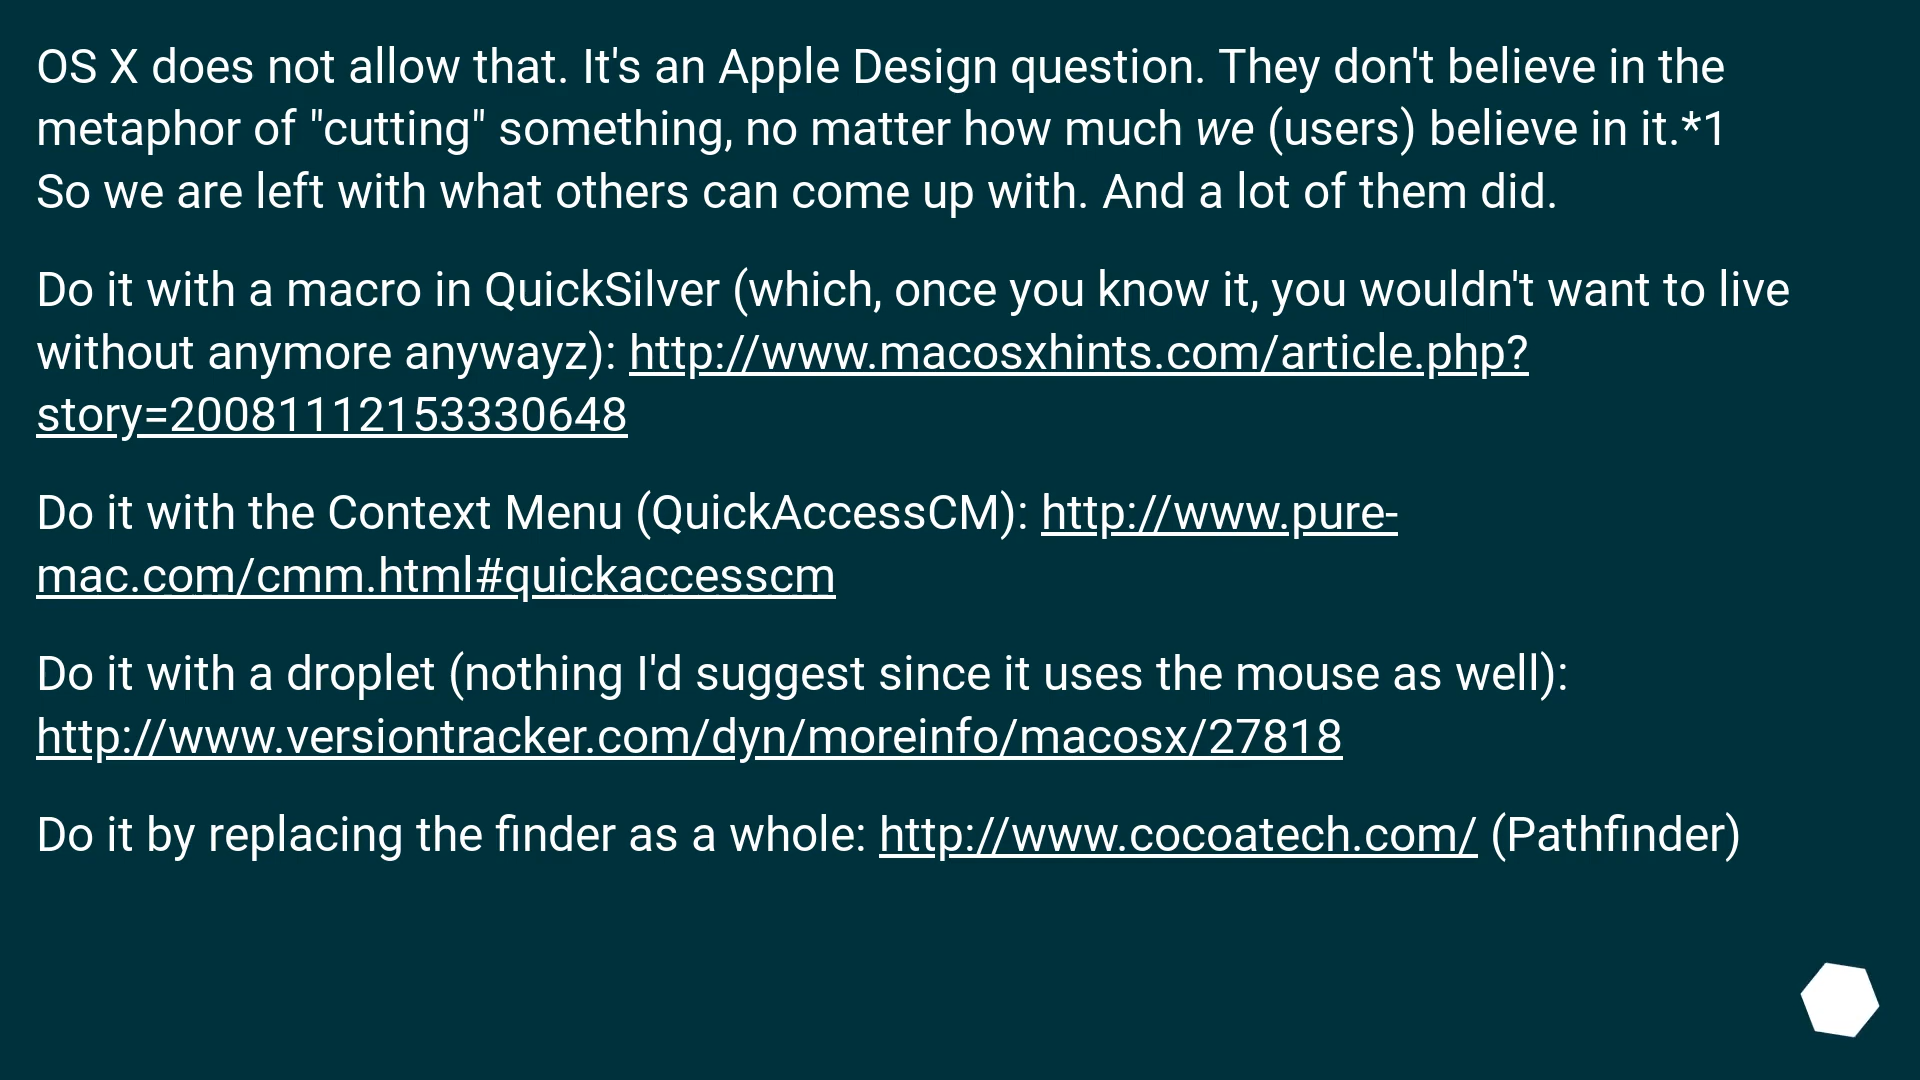 OS X does not allow that. It's an Apple Design question. They don't believe in the
metaphor of "cutting" something, no matter how much we (users) believe in it.*1
So we are left with what others can come up with. And a lot of them did.
Do it with a macro in QuickSilver (which, once you know it, you wouldn't want to live
without anymore anywayz): http://www.macosxhints.com/article.php?
story=20081112153330648
Do it with the Context Menu (QuickAccessCM): http://www.pure-
mac.com/cmm.html#quickaccesscm
Do it with a droplet (nothing I'd suggest since it uses the mouse as well):
http://www.versiontracker.com/dyn/moreinfo/macosx/27818
Do it by replacing the finder as a whole: http://www.cocoatech.com/ (Pathfinder)